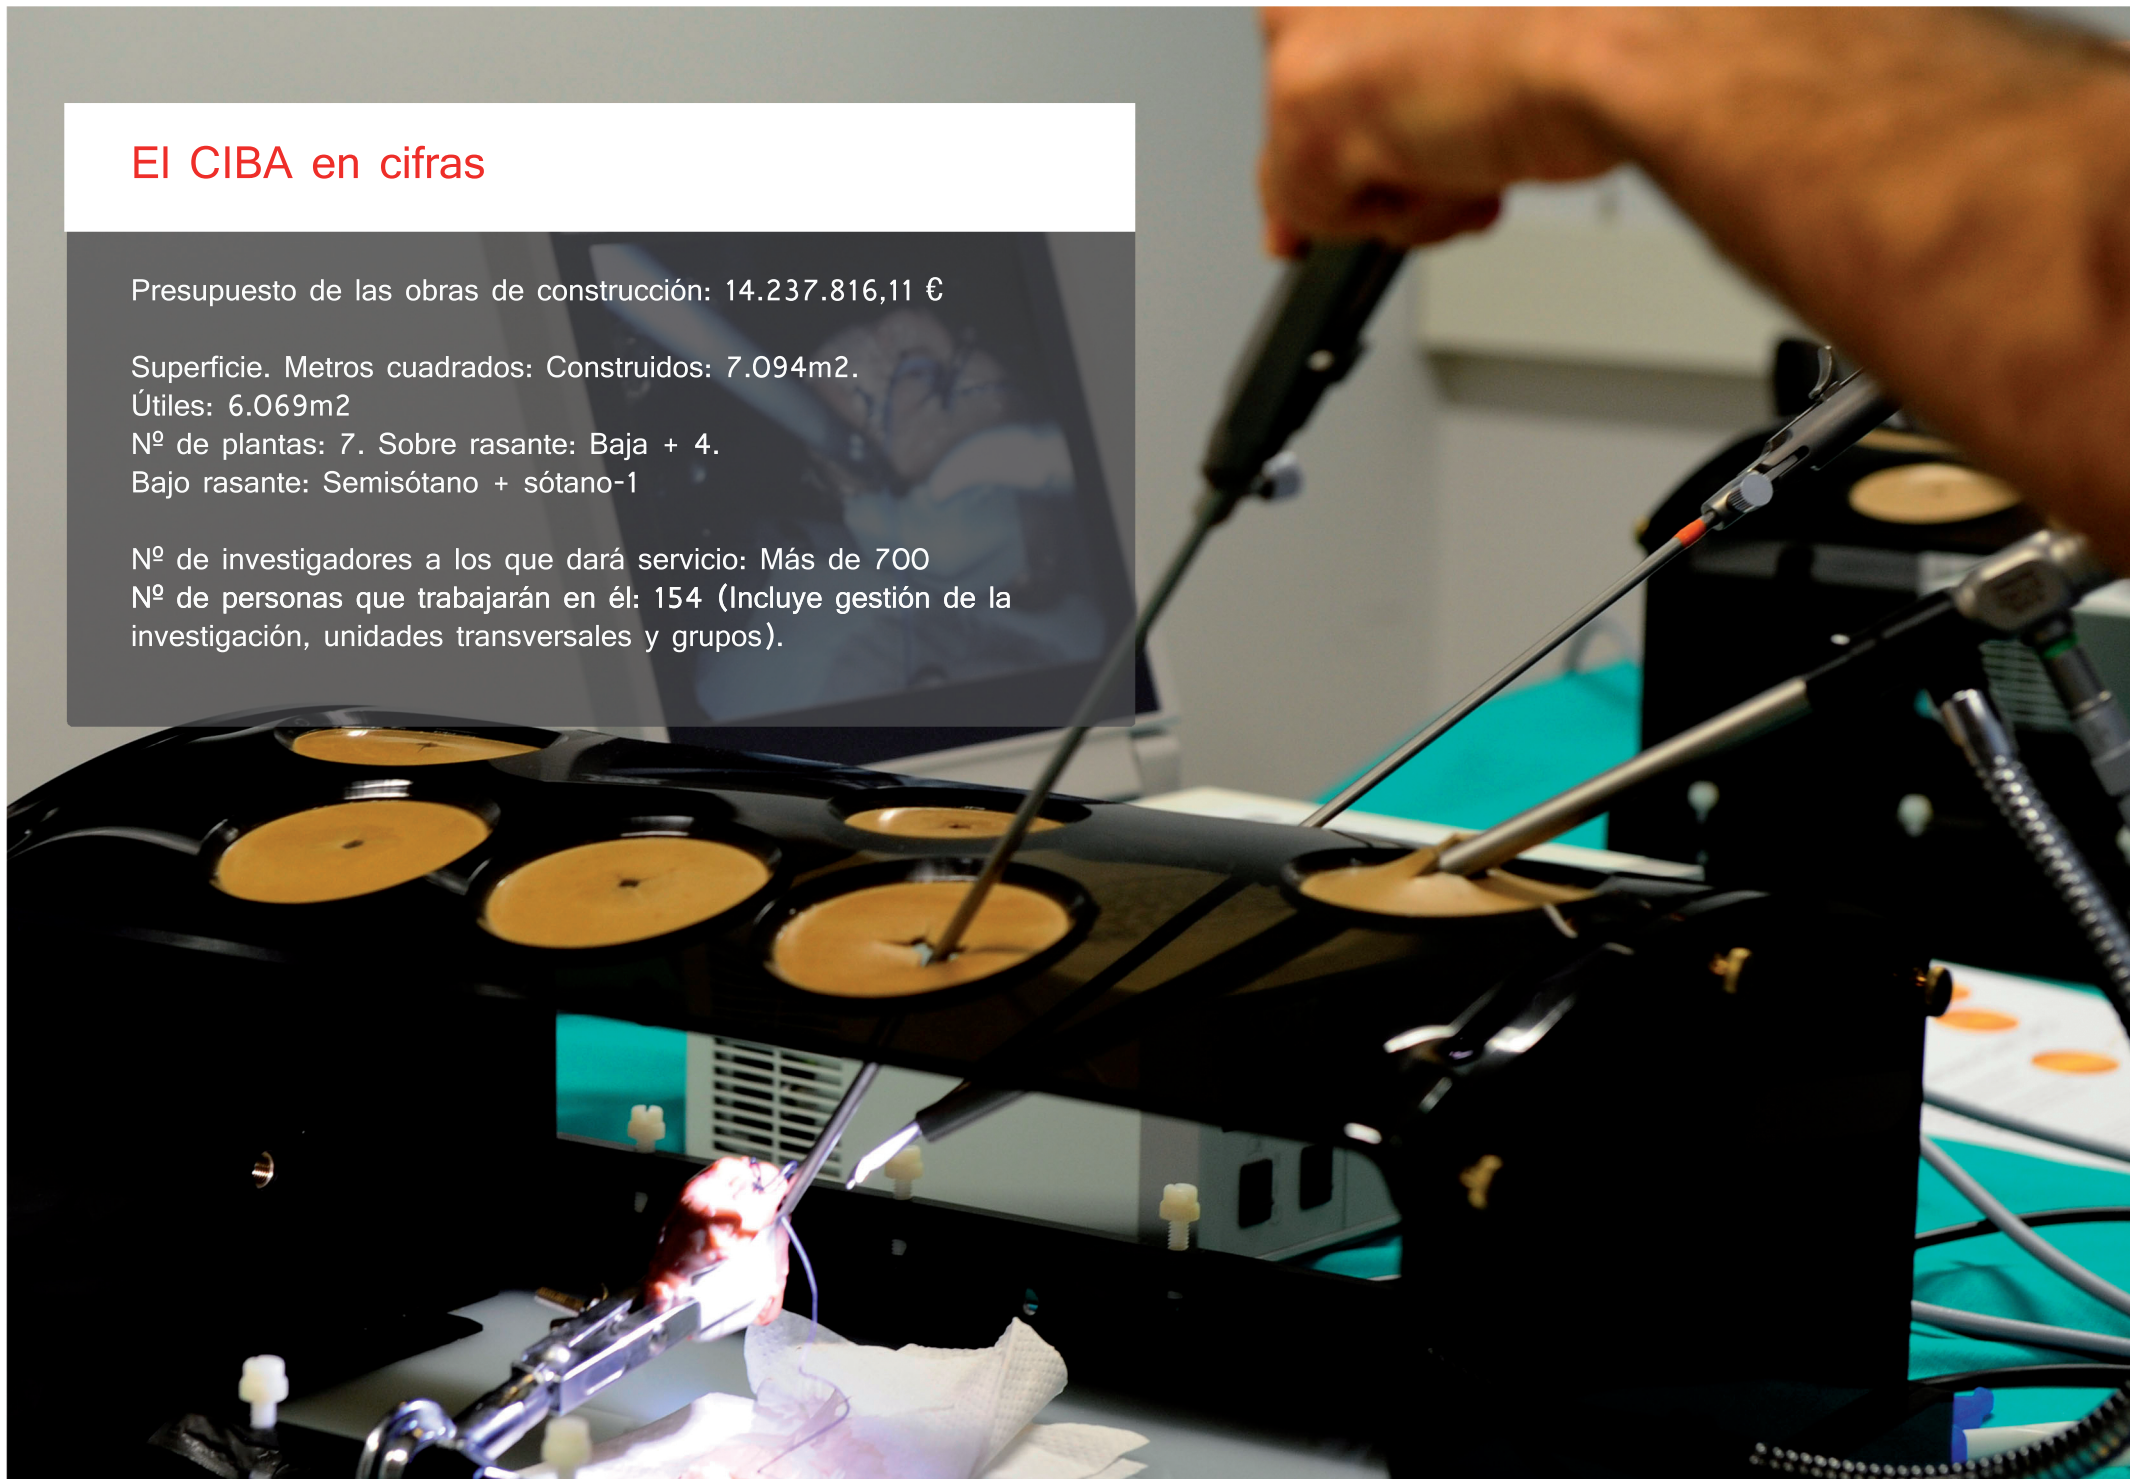 El CIBA en cifras
Presupuesto de las obras de construcción: 14.237.816,11 €
Superficie. Metros cuadrados: Construidos: 7.094m2.
Útiles: 6.069m2
Nº de plantas: 7. Sobre rasante: Baja + 4.
Bajo rasante: Semisótano + sótano-1
Nº de investigadores a los que dará servicio: Más de 700
Nº de personas que trabajarán en él: 154 (Incluye gestión de la
investigación, unidades transversales y grupos).